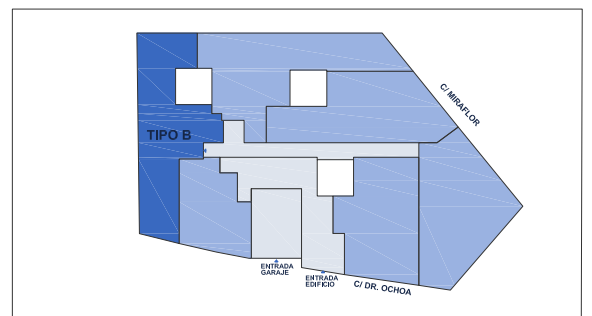 C/ MIRAFLOR
TIPO B
ENTRADA
GARAJE
ENTRADA
EDIFICIO
C/ DR. OCHOA